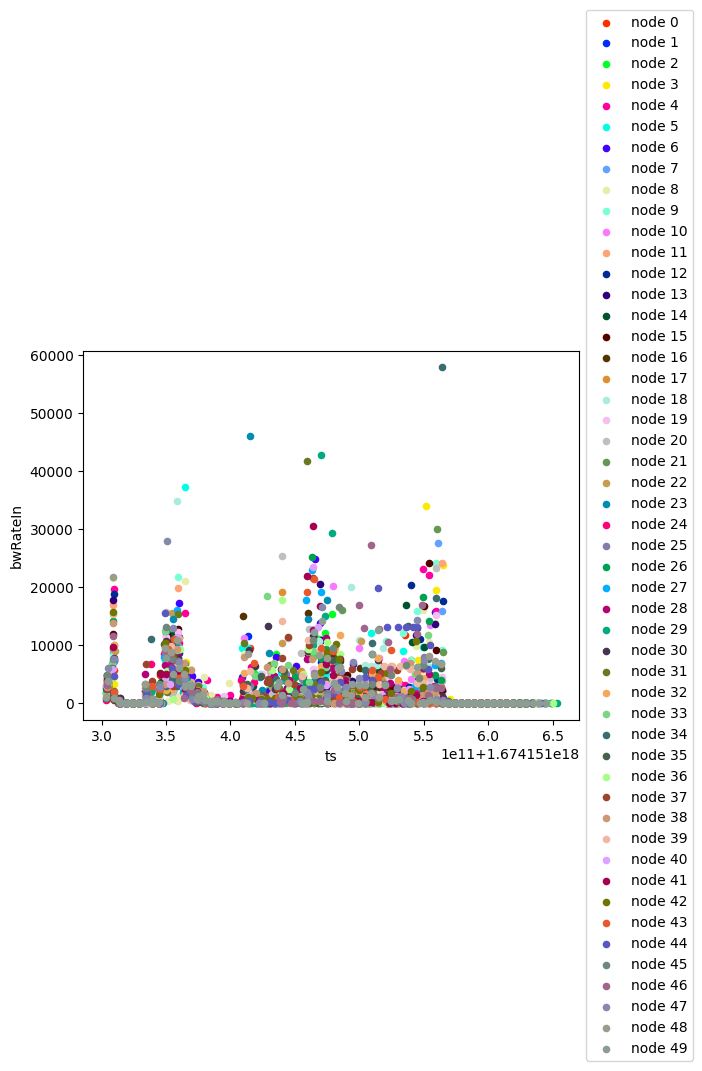 node 0
node 1
node 2
node 3
node 4
node 5
node 6
node 7
node 8
node 9
node 10
node 11
node 12
node 13
node 14
node 15
node 16
node 17
node 18
node 19
node 20
node 21
node 22
node 23
node 24
node 25
node 26
node 27
node 28
node 29
node 30
node 31
node 32
node 33
node 34
node 35
node 36
node 37
node 38
node 39
node 40
node 41
node 42
node 43
node 44
node 45
node 46
node 47
node 48
node 49
60000
50000
40000
30000
20000
10000
0
bwRateIn
3.0 3.5 4.0 4.5 5.0 5.5 6.0 6.5
ts
1e11+1.674151e18